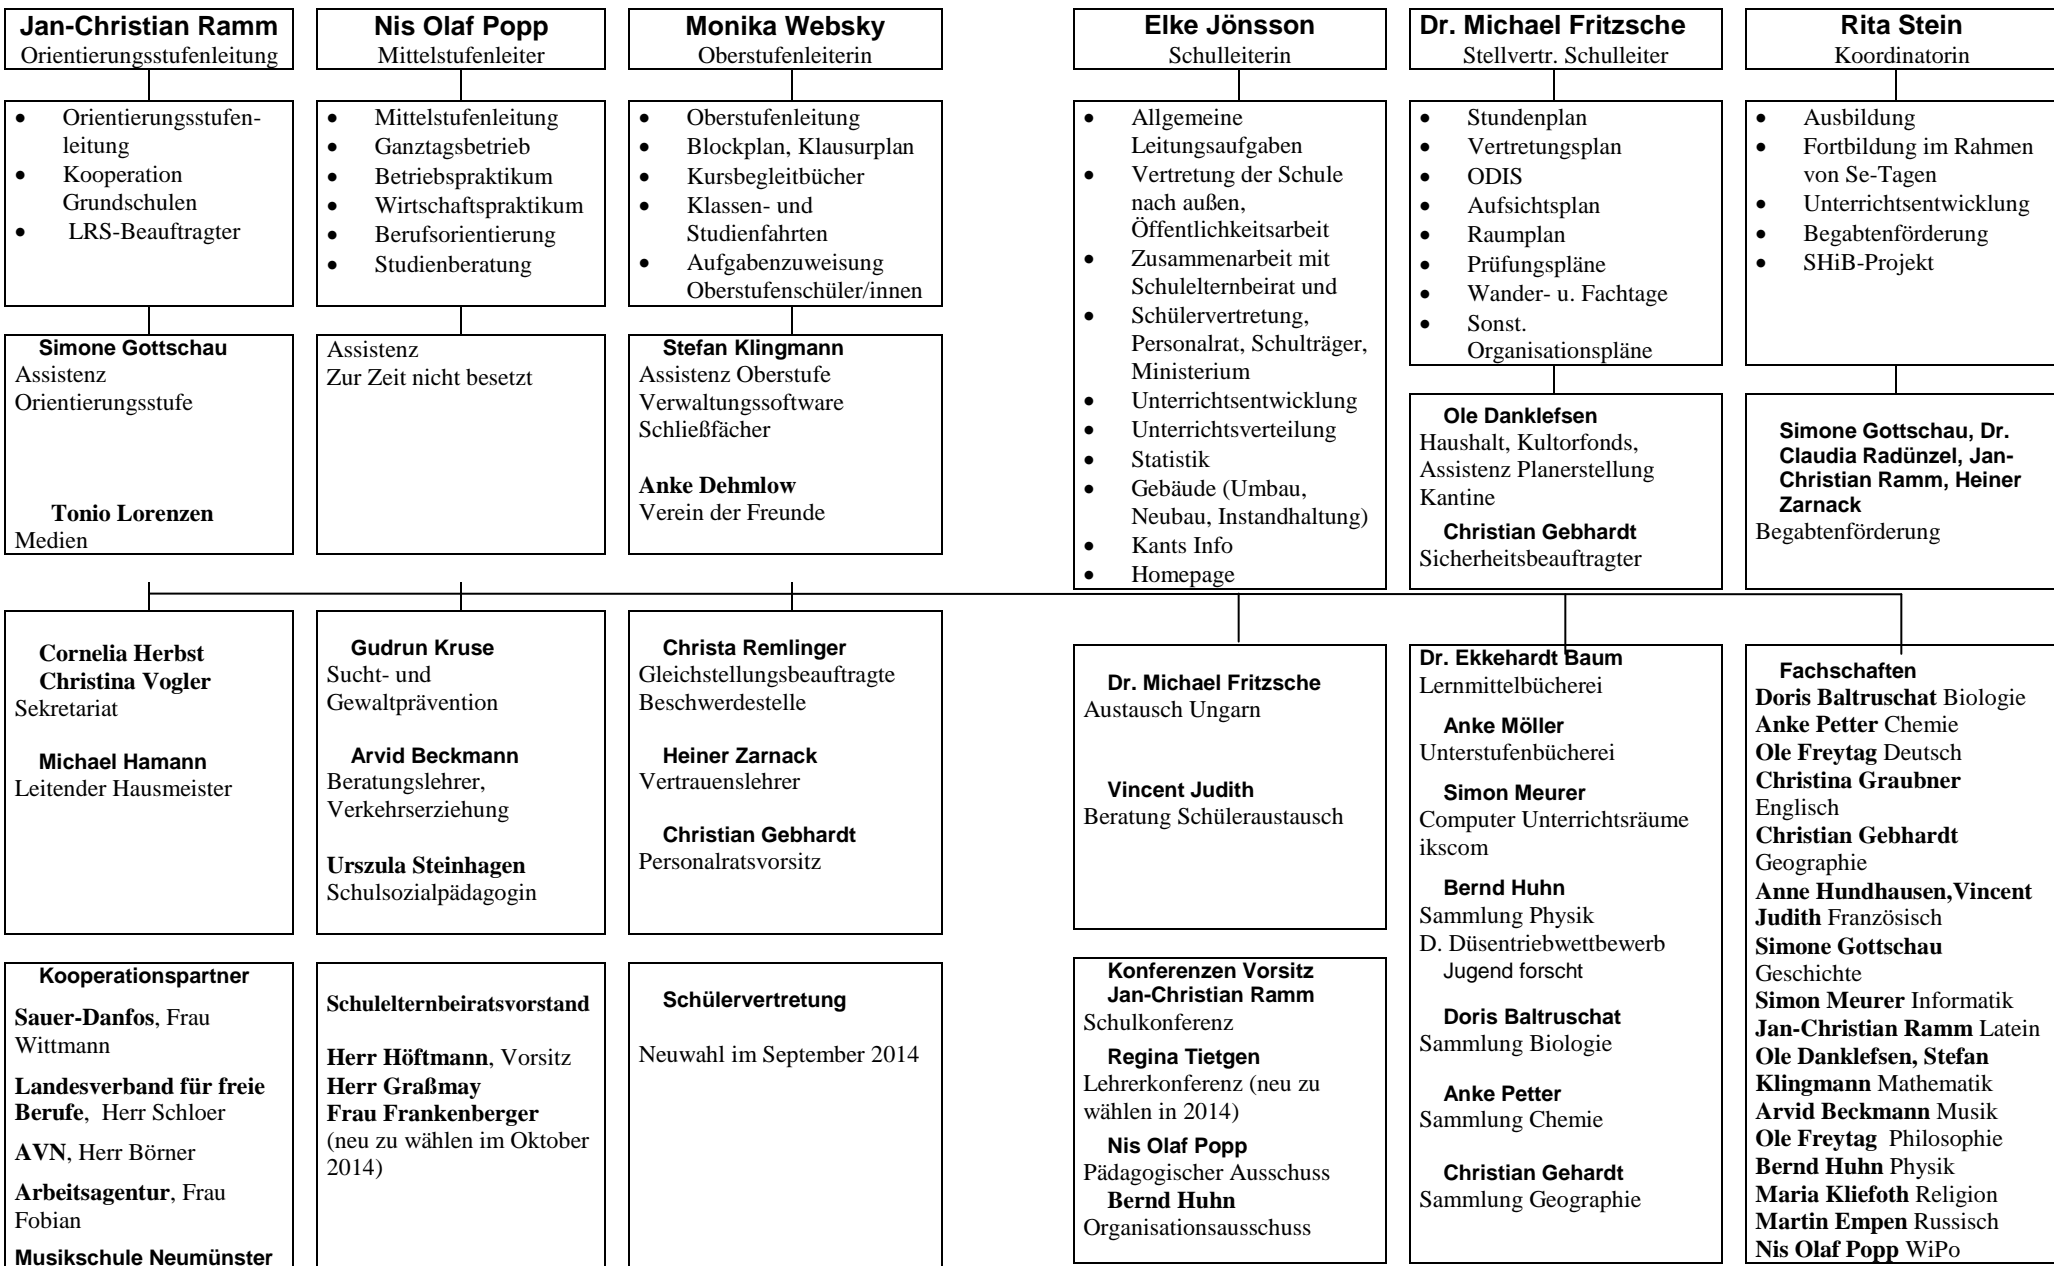 Jan-Christian Ramm
Orientierungsstufenleitung
Nis Olaf Popp
Mittelstufenleiter
Monika Websky
Oberstufenleiterin
Elke Jönsson
Schulleiterin
Dr. Michael Fritzsche
Stellvertr. Schulleiter
Rita Stein
Koordinatorin
• Orientierungsstufen-
leitung
• Kooperation
Grundschulen
• LRS-Beauftragter
• Mittelstufenleitung
• Ganztagsbetrieb
• Betriebspraktikum
• Wirtschaftspraktikum
• Berufsorientierung
• Studienberatung
• Oberstufenleitung
• Blockplan, Klausurplan
• Kursbegleitbücher
• Klassen- und
Studienfahrten
• Aufgabenzuweisung
Oberstufenschüler/innen
• Allgemeine
Leitungsaufgaben
• Vertretung der Schule
nach außen,
Öffentlichkeitsarbeit
• Zusammenarbeit mit
Schulelternbeirat und
• Schülervertretung,
Personalrat, Schulträger,
Ministerium
• Unterrichtsentwicklung
• Unterrichtsverteilung
• Statistik
• Gebäude (Umbau,
Neubau, Instandhaltung)
• Kants Info
• Homepage
• Stundenplan
• Vertretungsplan
• ODIS
• Aufsichtsplan
• Raumplan
• Prüfungspläne
• Wander- u. Fachtage
• Sonst.
Organisationspläne
• Ausbildung
• Fortbildung im Rahmen
von Se-Tagen
• Unterrichtsentwicklung
• Begabtenförderung
• SHiB-Projekt
Simone Gottschau
Assistenz
Orientierungsstufe
Tonio Lorenzen
Medien
Assistenz
Zur Zeit nicht besetzt
Stefan Klingmann
Assistenz Oberstufe
Verwaltungssoftware
Schließfächer
Anke Dehmlow
Verein der Freunde
Ole Danklefsen
Haushalt, Kultorfonds,
Assistenz Planerstellung
Kantine
Christian Gebhardt
Sicherheitsbeauftragter
Simone Gottschau, Dr.
Claudia Radünzel, Jan-
Christian Ramm, Heiner
Zarnack
Begabtenförderung
Cornelia Herbst
Christina Vogler
Sekretariat
Michael Hamann
Leitender Hausmeister
Gudrun Kruse
Sucht- und
Gewaltprävention
Arvid Beckmann
Beratungslehrer,
Verkehrserziehung
Urszula Steinhagen
Schulsozialpädagogin
Christa Remlinger
Gleichstellungsbeauftragte
Beschwerdestelle
Heiner Zarnack
Vertrauenslehrer
Christian Gebhardt
Personalratsvorsitz
Dr. Michael Fritzsche
Austausch Ungarn
Vincent Judith
Beratung Schüleraustausch
Dr. Ekkehardt Baum
Lernmittelbücherei
Anke Möller
Unterstufenbücherei
Simon Meurer
Computer Unterrichtsräume
ikscom
Bernd Huhn
Sammlung Physik
D. Düsentriebwettbewerb
Jugend forscht
Doris Baltruschat
Sammlung Biologie
Anke Petter
Sammlung Chemie
Christian Gehardt
Sammlung Geographie
Fachschaften
Doris Baltruschat Biologie
Anke Petter Chemie
Ole Freytag Deutsch
Christina Graubner
Englisch
Christian Gebhardt
Geographie
Anne Hundhausen,Vincent
Judith Französisch
Simone Gottschau
Geschichte
Simon Meurer Informatik
Jan-Christian Ramm Latein
Ole Danklefsen, Stefan
Klingmann Mathematik
Arvid Beckmann Musik
Ole Freytag Philosophie
Bernd Huhn Physik
Maria Kliefoth Religion
Martin Empen Russisch
Nis Olaf Popp WiPo
Kooperationspartner
Sauer-Danfos, Frau
Wittmann
Landesverband für freie
Berufe, Herr Schloer
AVN, Herr Börner
Arbeitsagentur, Frau
Fobian
Musikschule Neumünster
Schulelternbeiratsvorstand
Herr Höftmann, Vorsitz
Herr Graßmay
Frau Frankenberger
(neu zu wählen im Oktober
2014)
Schülervertretung
Neuwahl im September 2014
Konferenzen Vorsitz
Jan-Christian Ramm
Schulkonferenz
Regina Tietgen
Lehrerkonferenz (neu zu
wählen in 2014)
Nis Olaf Popp
Pädagogischer Ausschuss
Bernd Huhn
Organisationsausschuss